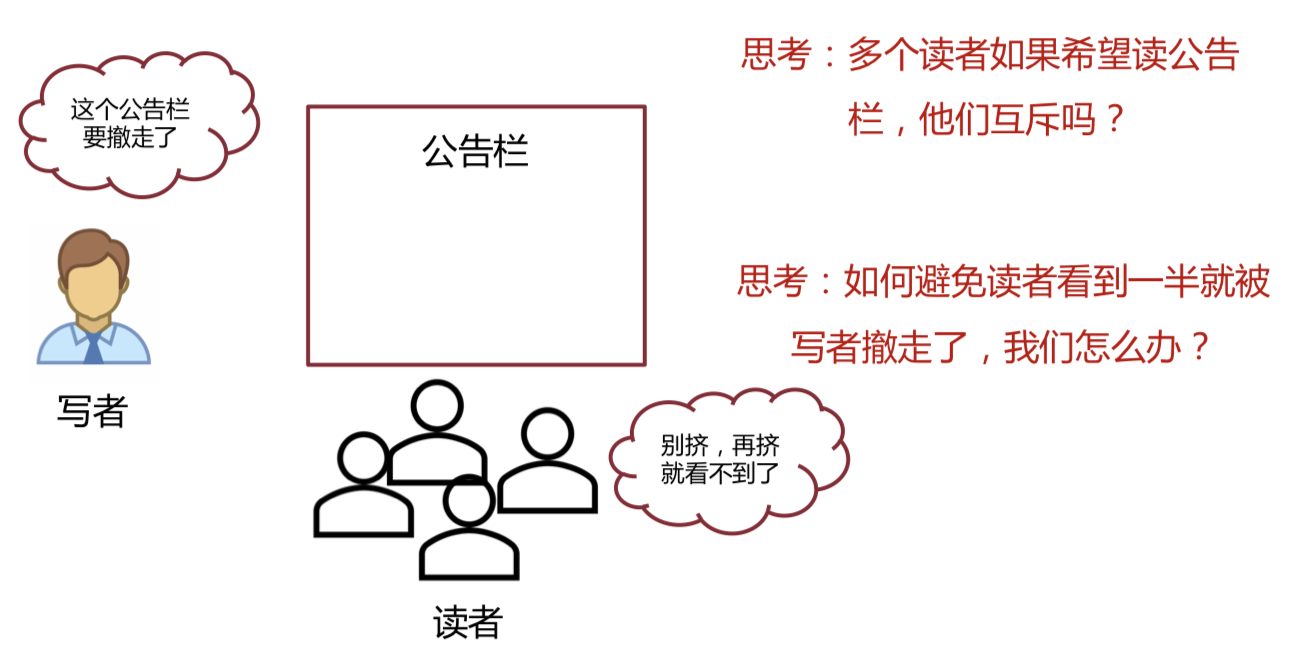 思考：多个读者如果希望读公告
栏，他们互斥吗？
这个公告栏
要撤走了
公告栏
思考：如何避免读者看到一半就被
写者撤走了，我们怎么办？
写者
别挤，再挤
就看不到了
读者